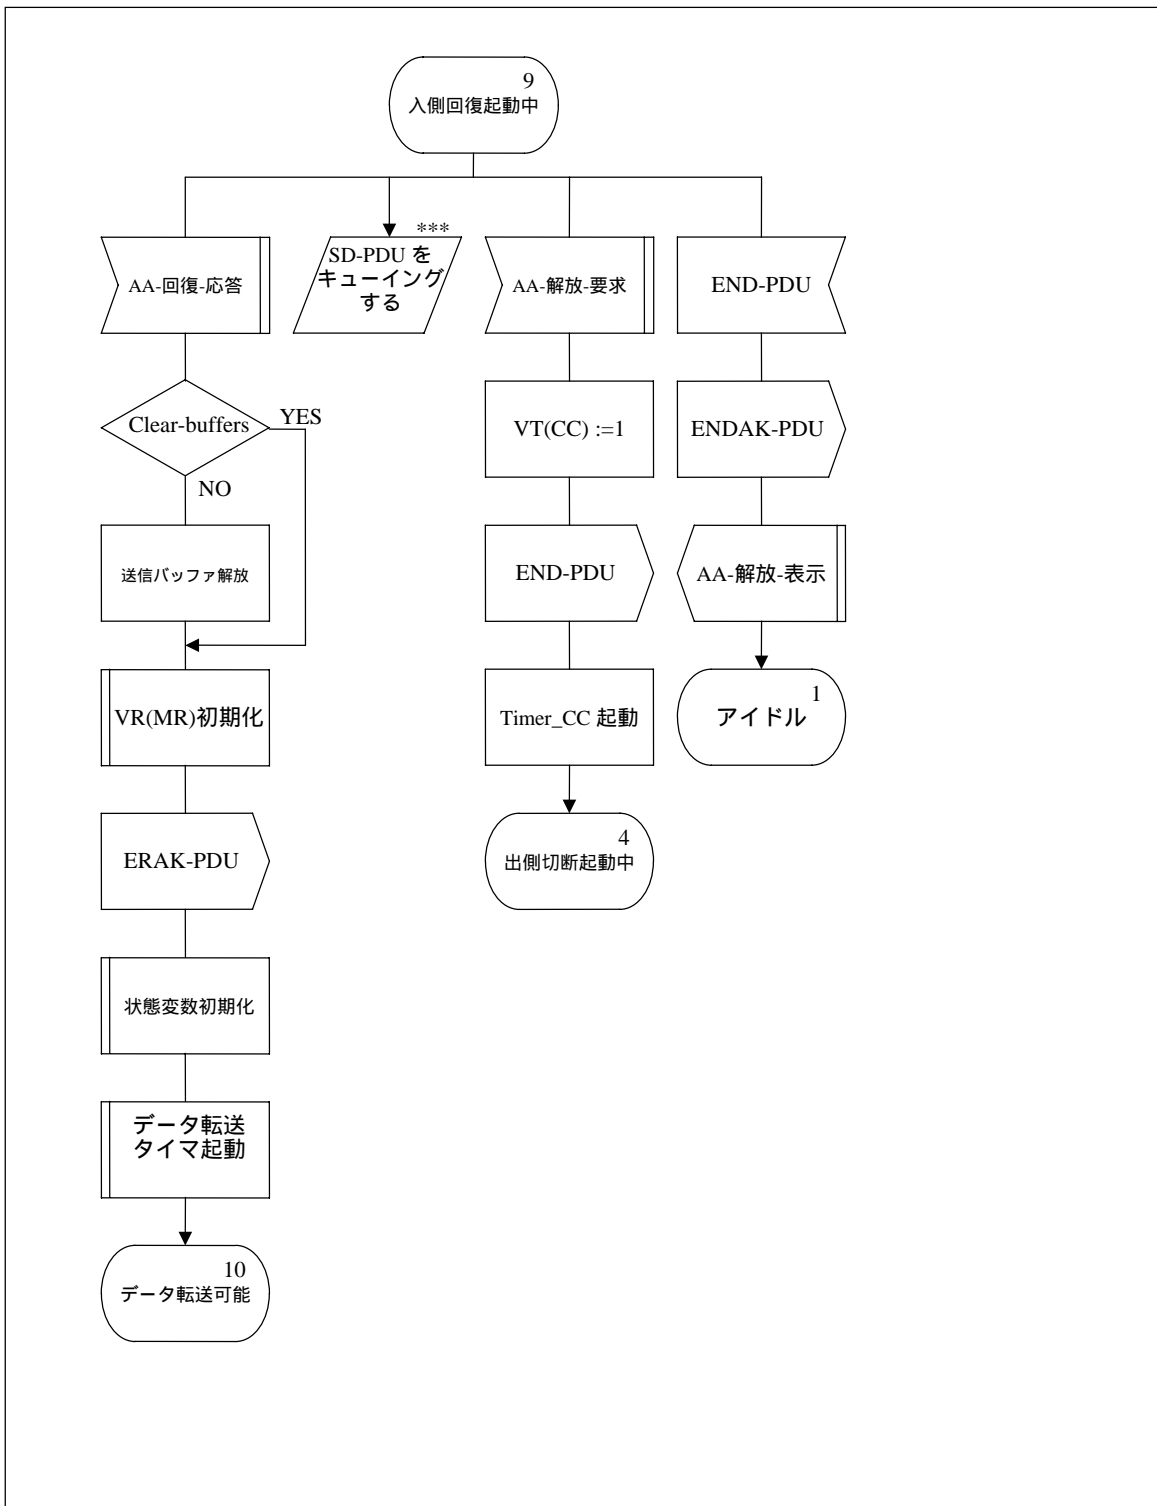 9
入側回復起動中
AA-回復-応答
***
SD-PDU を
キューイング
する
AA-解放-要求
END-PDU
Clear-buffers
YES
NO
VT(CC) :=1
ENDAK-PDU
送信バッファ解放
END-PDU
AA-解放-表示
VR(MR)初期化
Timer_CC 起動
1
アイドル
ERAK-PDU
4
出側切断起動中
状態変数初期化
データ転送
タイマ起動
10
データ転送可能